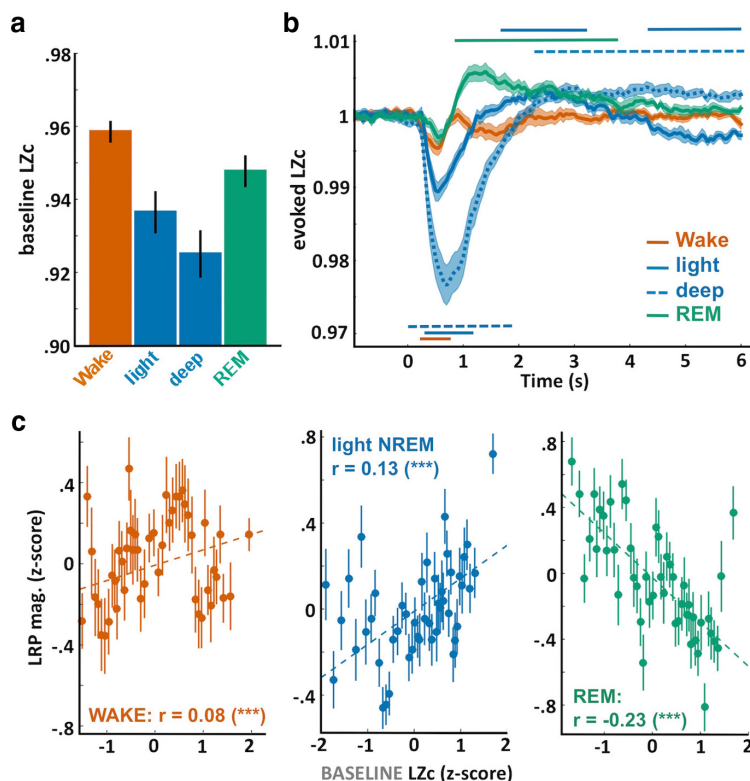 a
baseline LZc
.98
.96
.94
.92
.90
Wake
light
deep
REM
b
evoked LZc
1.01
1
0.99
0.98
0.97
0 1 2 3 4 5 6
Time (s)
Wake
light
deep
REM
c
LRP mag. (z-score)
.4
0
-.4
-.8
-1 0 1 2
WAKE: r = 0.08 (***)
0.8
.4
0
-.4
-2 -1 0 1 2
light NREM
r = 0.13 (***)
.8
.4
0
-.4
-.8
-1 0 1 2
REM:
r = -0.23 (***)
BASELINE LZc (z-score)